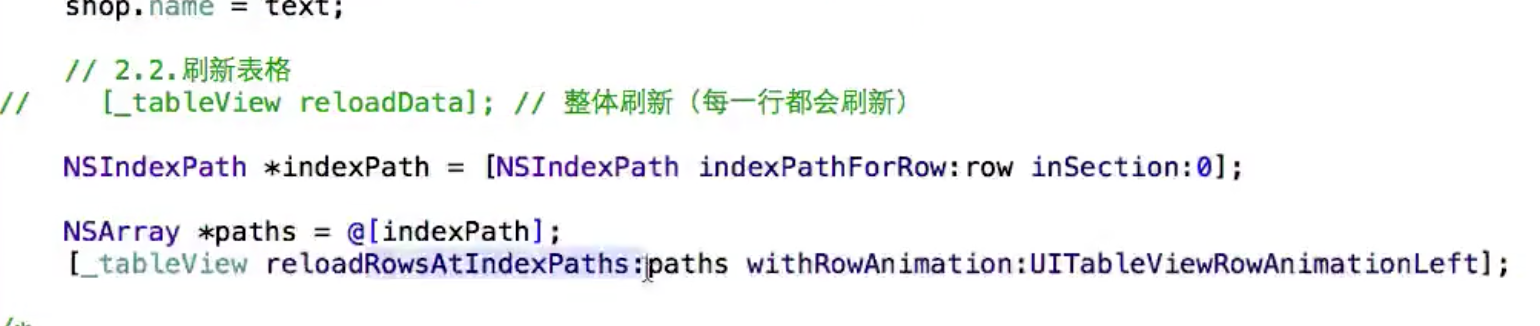 shop.name = text;
// 2.2.刷新表格
// [_tableView reloadData]; // 整体刷新（每一行都会刷新）
NSIndexPath *indexPath = [NSIndexPath indexPathForRow:row inSection:0];
NSArray *paths = @[indexPath];
[_tableView reloadRowsAtIndexPaths:paths withRowAnimation:UITableViewRowAnimationLeft];
/*